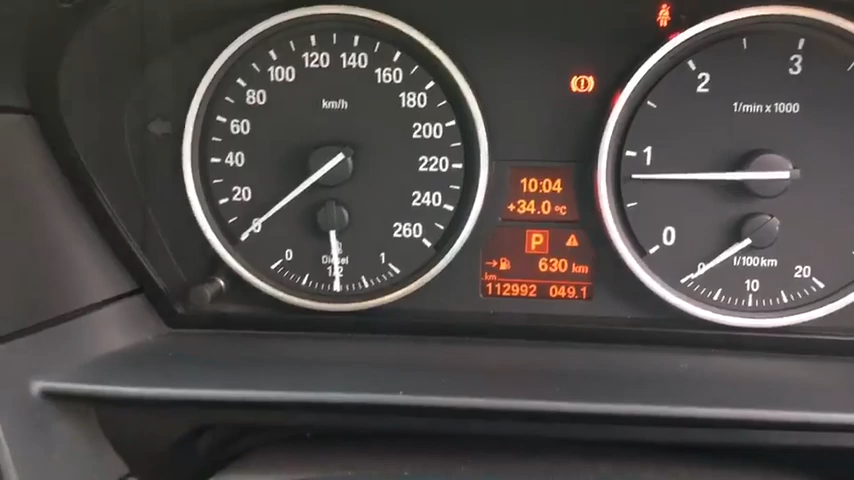 120 140
100 160
80 180
km/h
60 200
40 220
20 240
0 260
0 1/2 1
Diesel
10:04
+34.0 °C
P
630 km
km
112992 049.1
3
2
1/min x 1000
1
0
0 10 20
l/100km